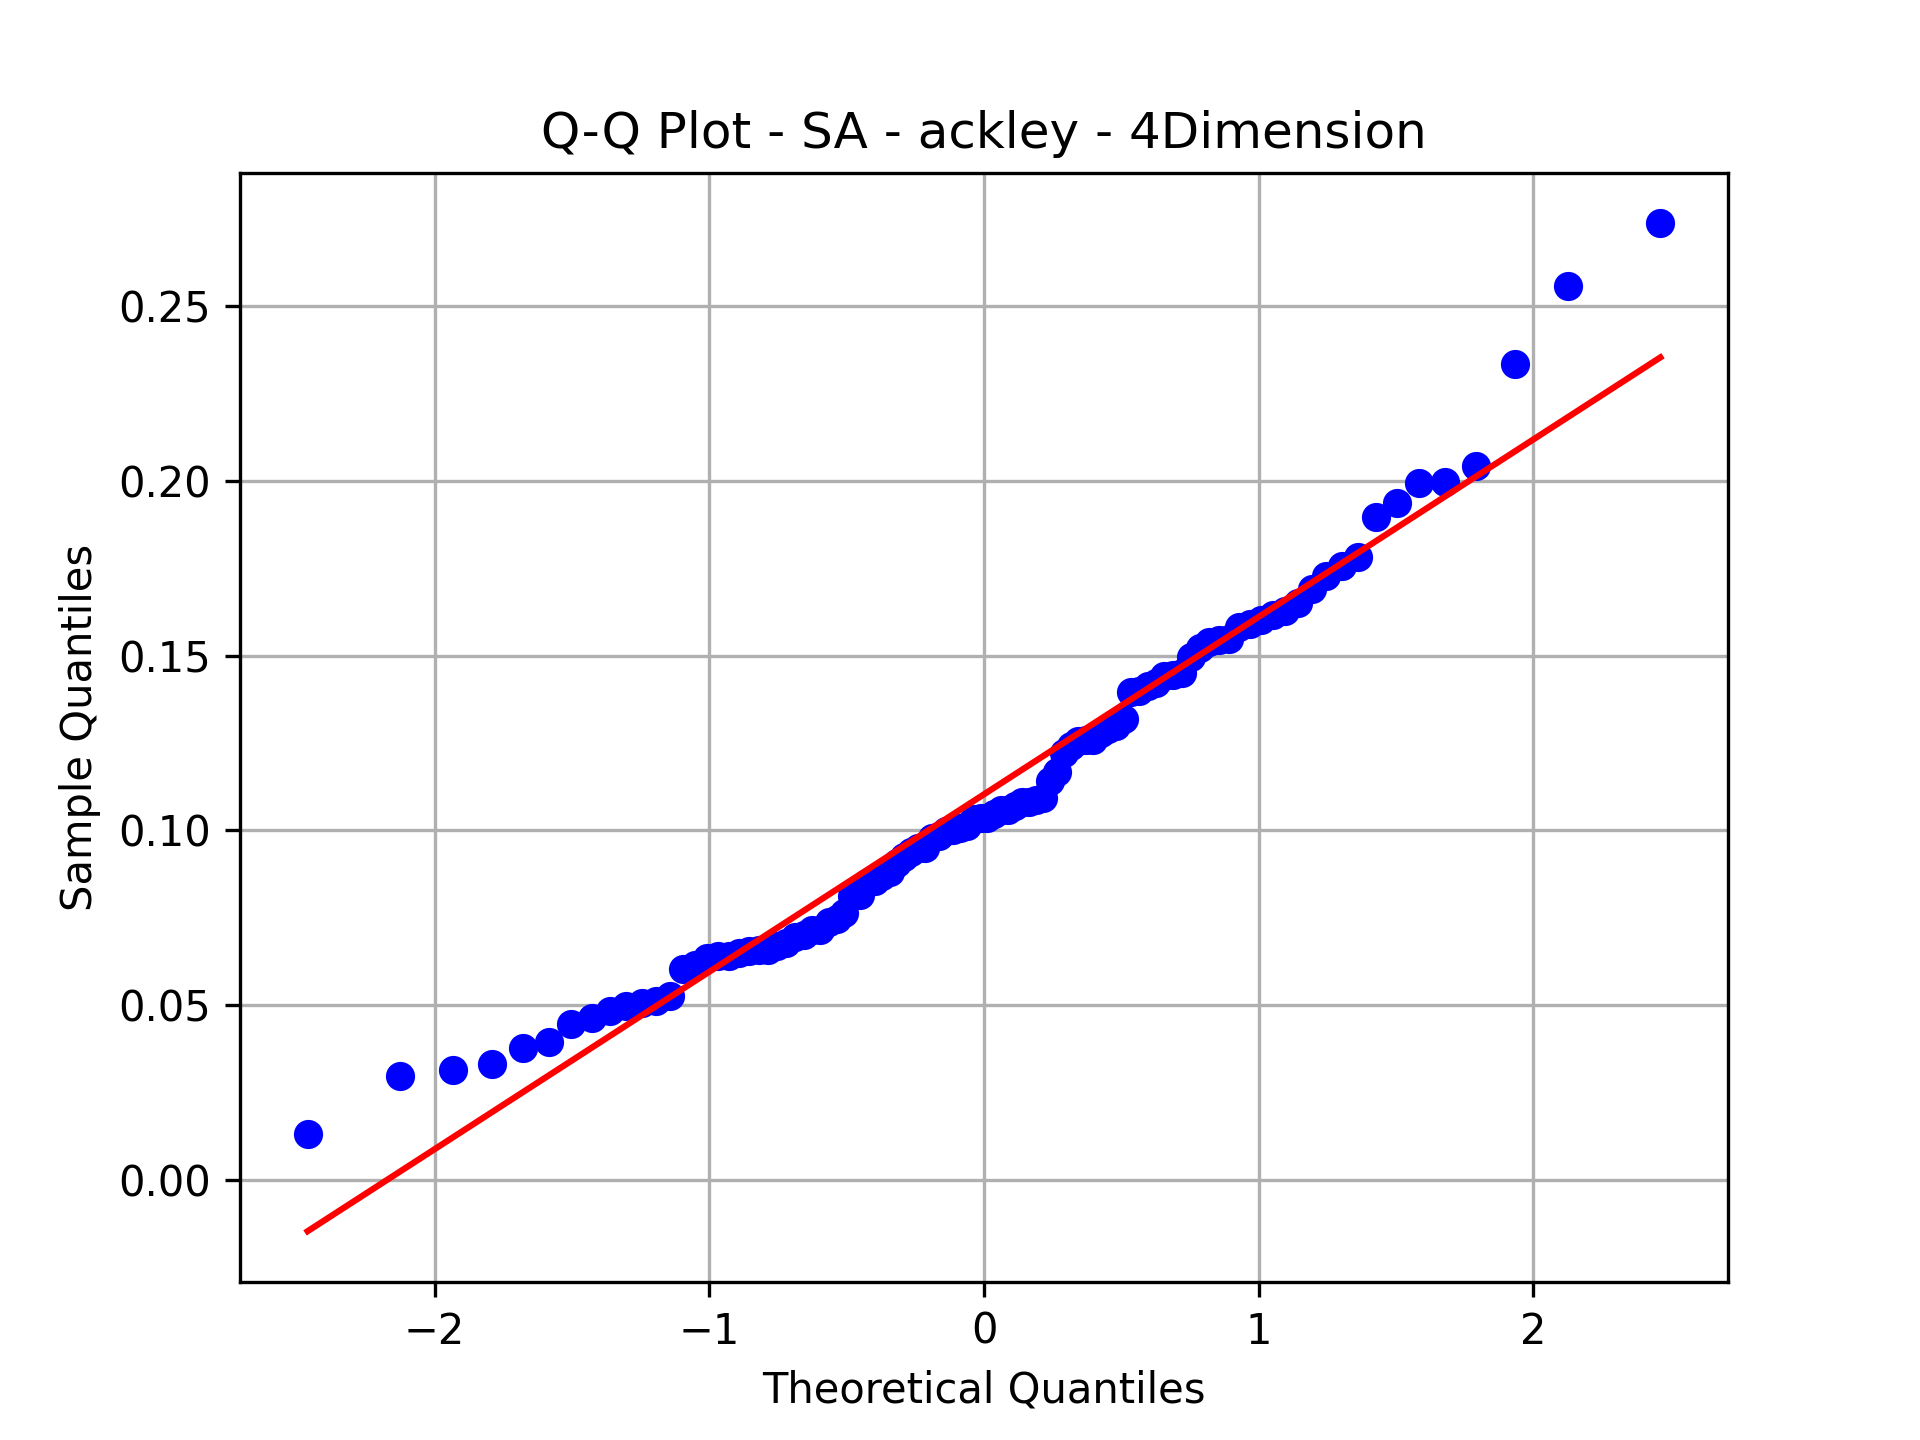 Q-Q Plot - SA - ackley - 4Dimension
0.25
0.20
0.15
0.10
0.05
0.00
Sample Quantiles
−2 −1 0 1 2
Theoretical Quantiles